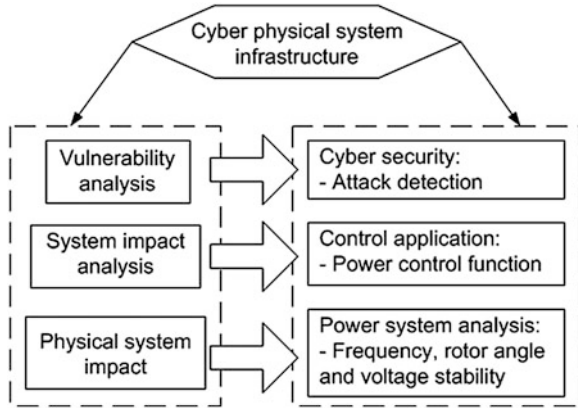 Cyber physical system
infrastructure
Vulnerability
analysis
Cyber security:
- Attack detection
System impact
analysis
Control application:
- Power control function
Physical system
impact
Power system analysis:
- Frequency, rotor angle
and voltage stability